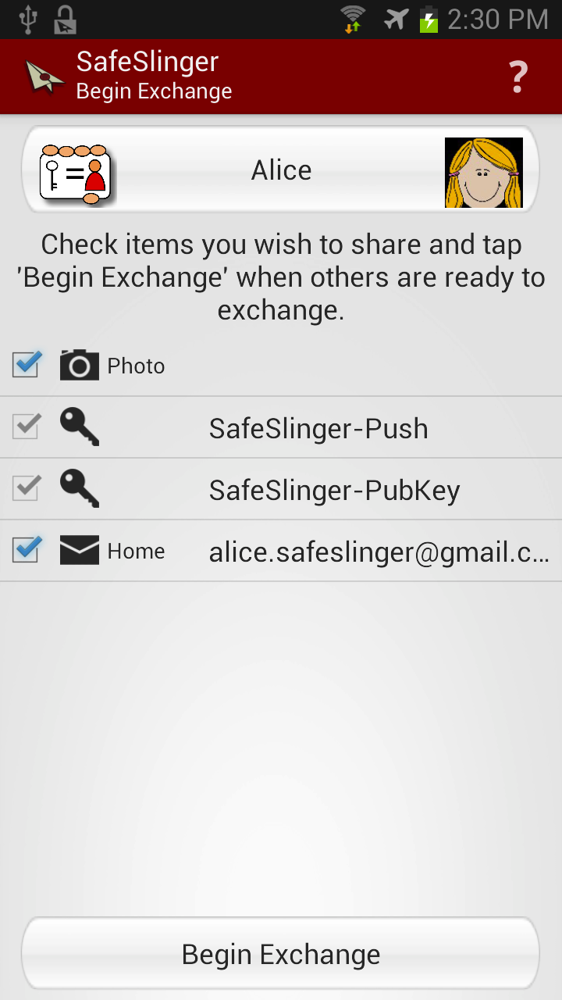 2:30 PM
SafeSlinger
Begin Exchange
?
=
Alice
Check items you wish to share and tap
'Begin Exchange' when others are ready to
exchange.
Photo
SafeSlinger-Push
SafeSlinger-PubKey
Home alice.safeslinger@gmail.c...
Begin Exchange